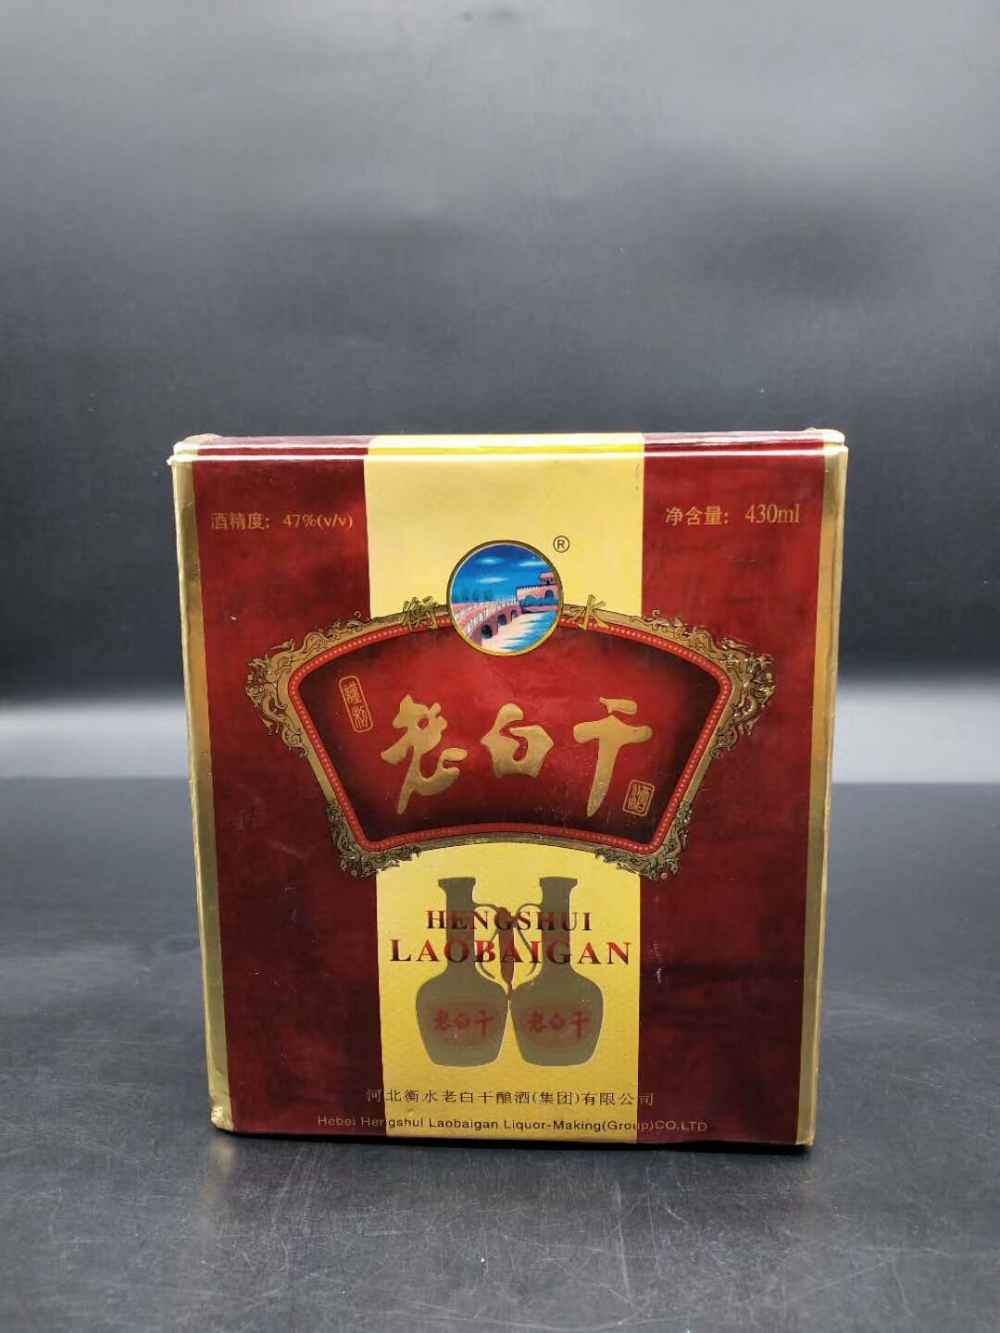 酒精度: 47%(v/v)
净含量: 430ml
®
衡水
老白干
酒
HENGSHUI
LAOBAIGAN
老白干 老白干
河北衡水老白干酿酒(集团)有限公司
Hebei Hengshui Laobaigan Liquor-Making(Group)CO.LTD